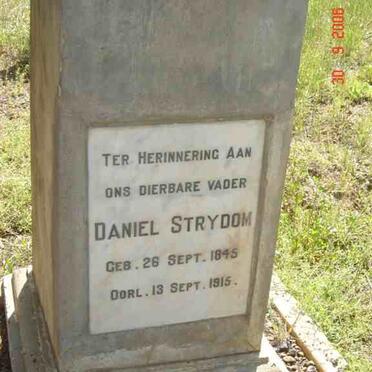 TER HERINNERING AAN
ONS DIERBARE VADER
DANIEL STRYDOM
GEB. 26 SEPT. 1845
OORL. 13 SEPT. 1915.
30 9 2006